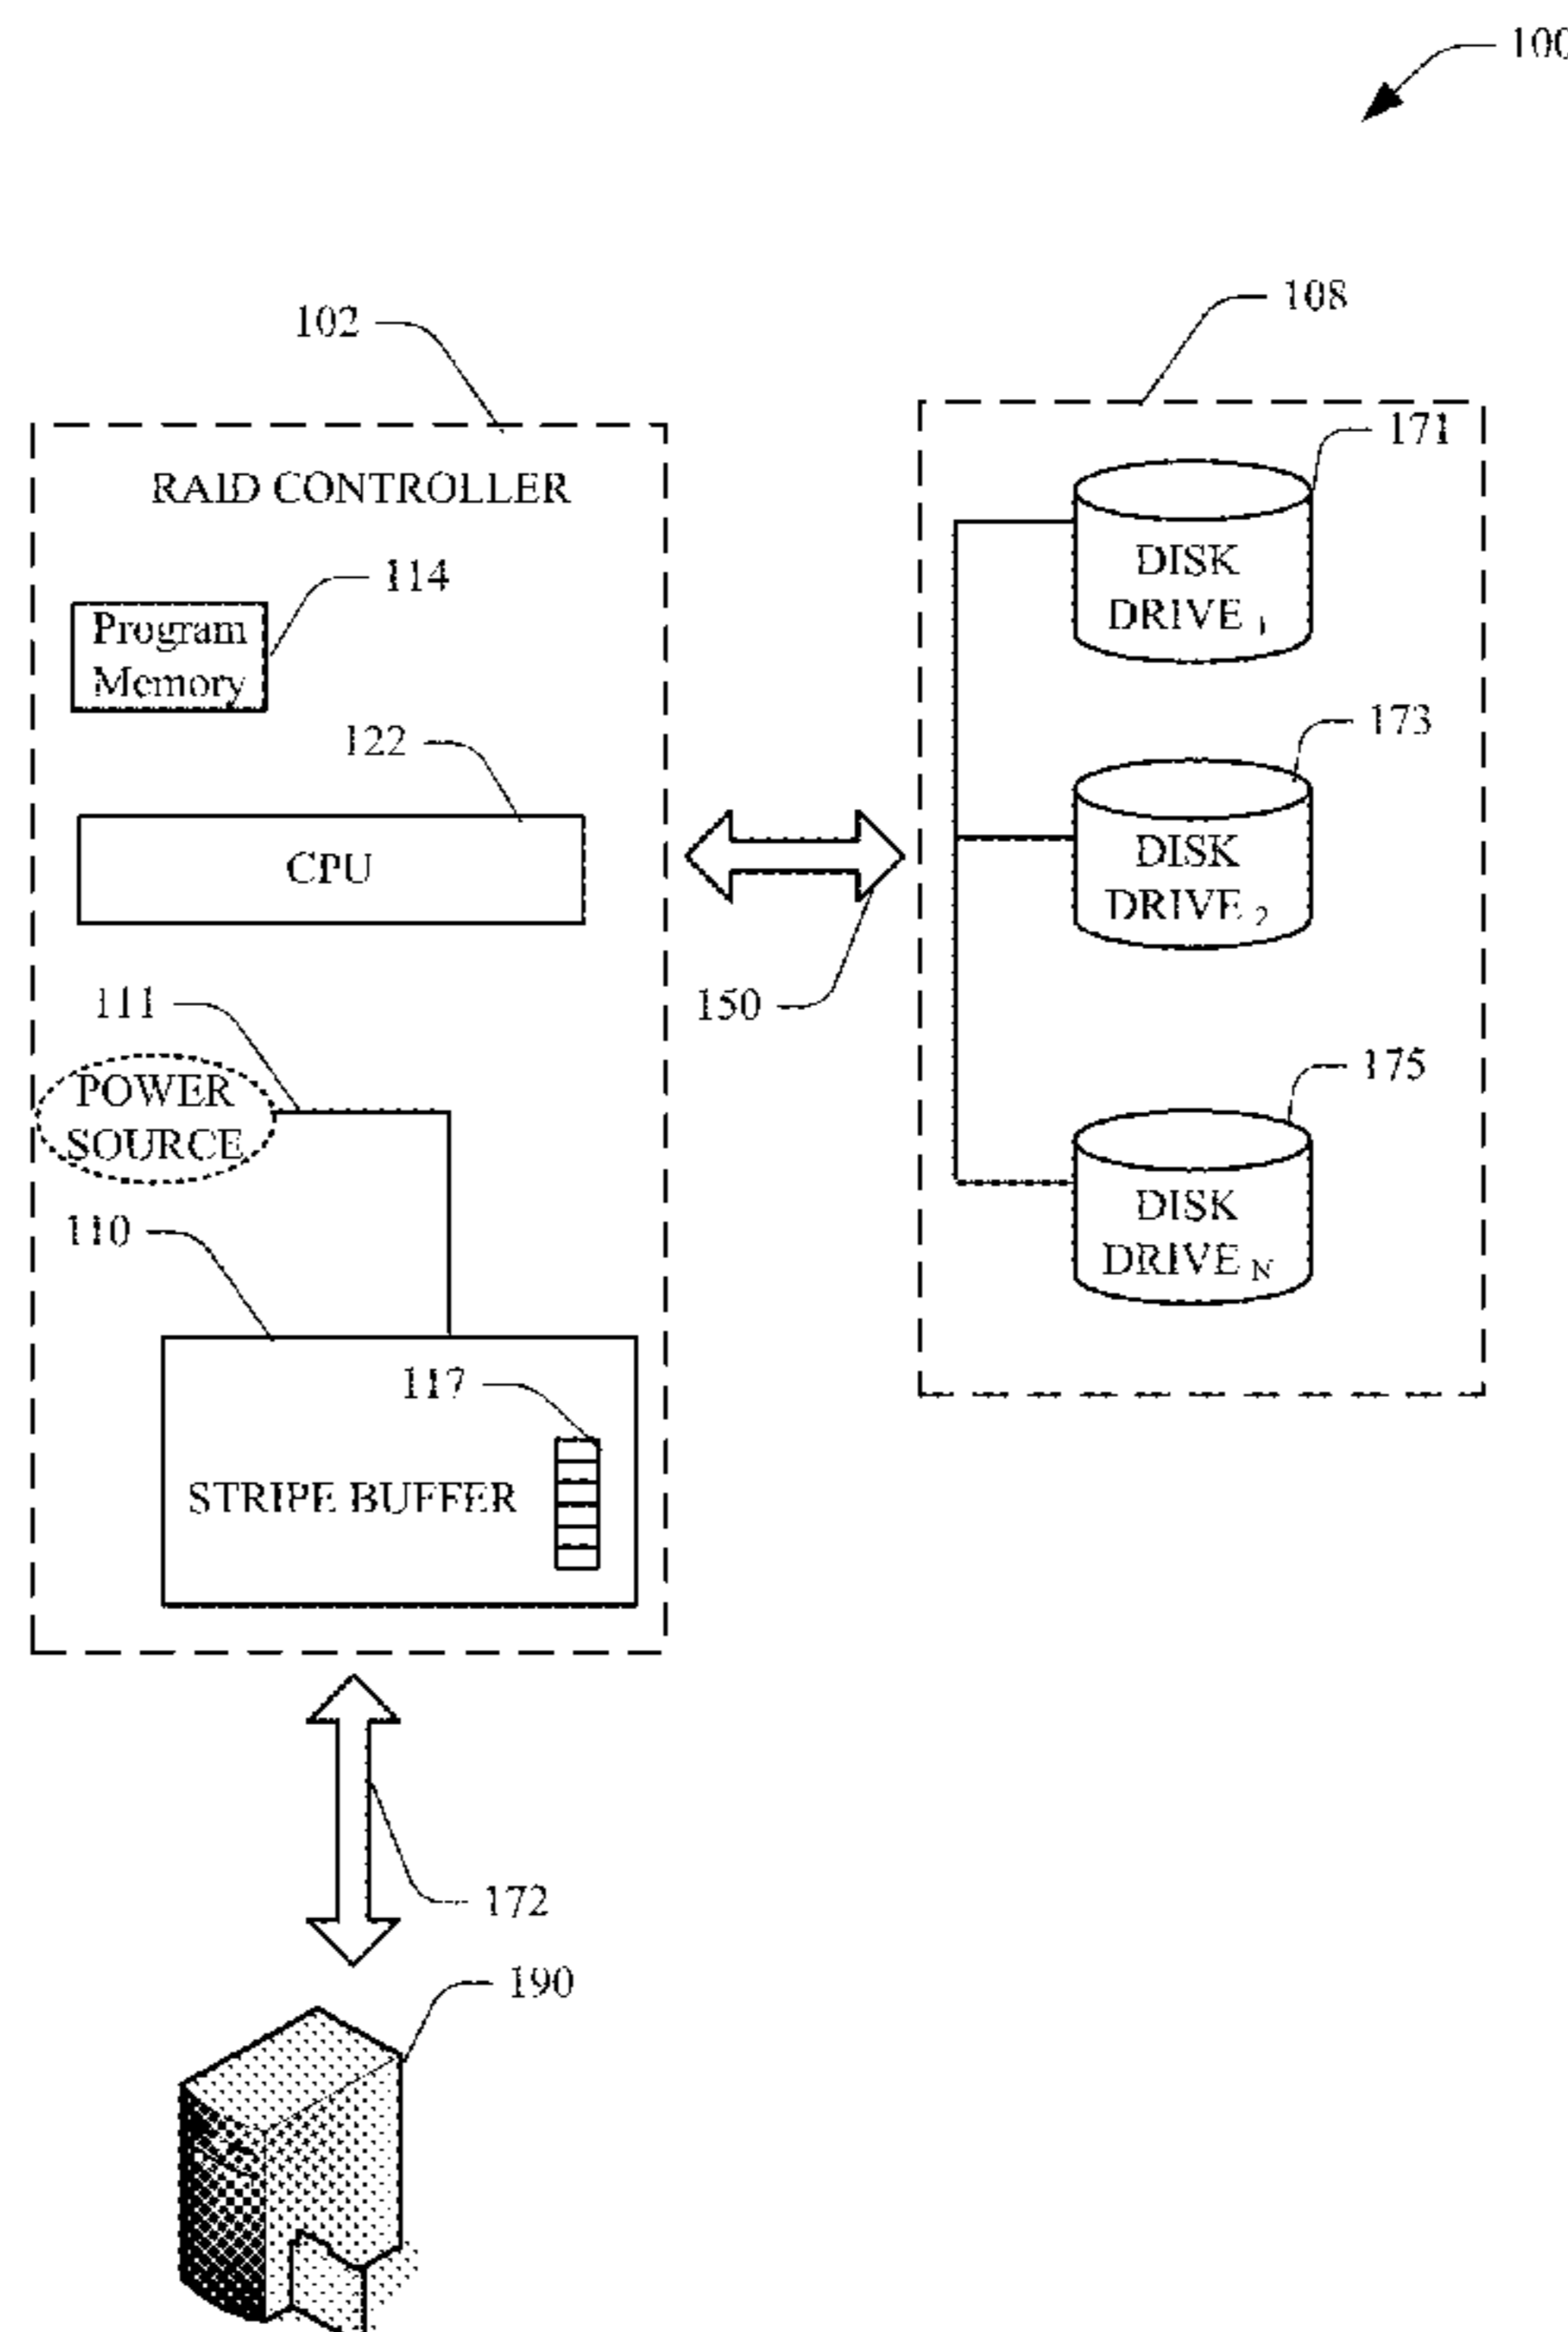 100
102
108
RAID CONTROLLER
171
DISK
DRIVE 1
114
Program
Memory
122
173
CPU
DISK
DRIVE 2
150
111
POWER
SOURCE
175
DISK
DRIVE N
110
117
STRIPE BUFFER
172
190